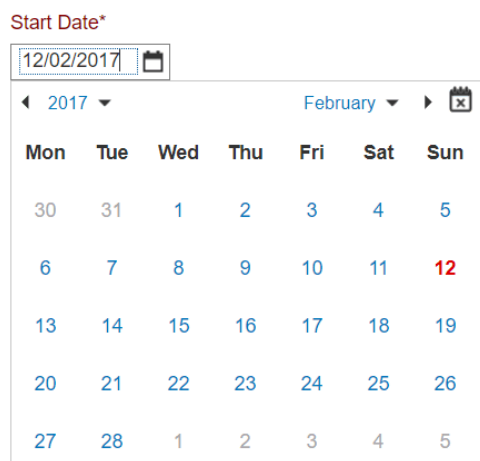 Start Date*
12/02/2017
2017 February
Mon Tue Wed Thu Fri Sat Sun
30 31 1 2 3 4 5
6 7 8 9 10 11 12
13 14 15 16 17 18 19
20 21 22 23 24 25 26
27 28 1 2 3 4 5